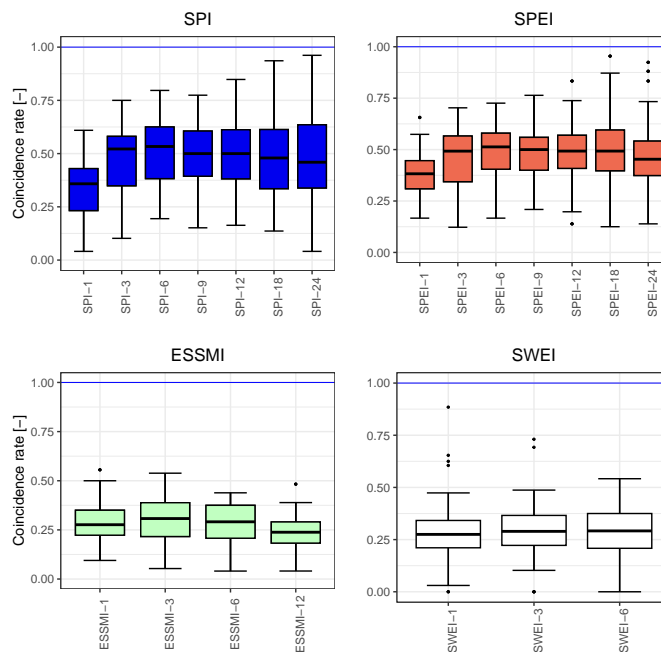 SPI
SPEI
Coincidence rate [−]
1.00
0.75
0.50
0.25
0.00
SPI−1
SPI−3
SPI−6
SPI−9
SPI−12
SPI−18
SPI−24
1.00
0.75
0.50
0.25
0.00
SPEI−1
SPEI−3
SPEI−6
SPEI−9
SPEI−12
SPEI−18
SPEI−24
ESSMI
SWEI
Coincidence rate [−]
1.00
0.75
0.50
0.25
0.00
ESSMI−1
ESSMI−3
ESSMI−6
ESSMI−12
1.00
0.75
0.50
0.25
0.00
SWEI−1
SWEI−3
SWEI−6